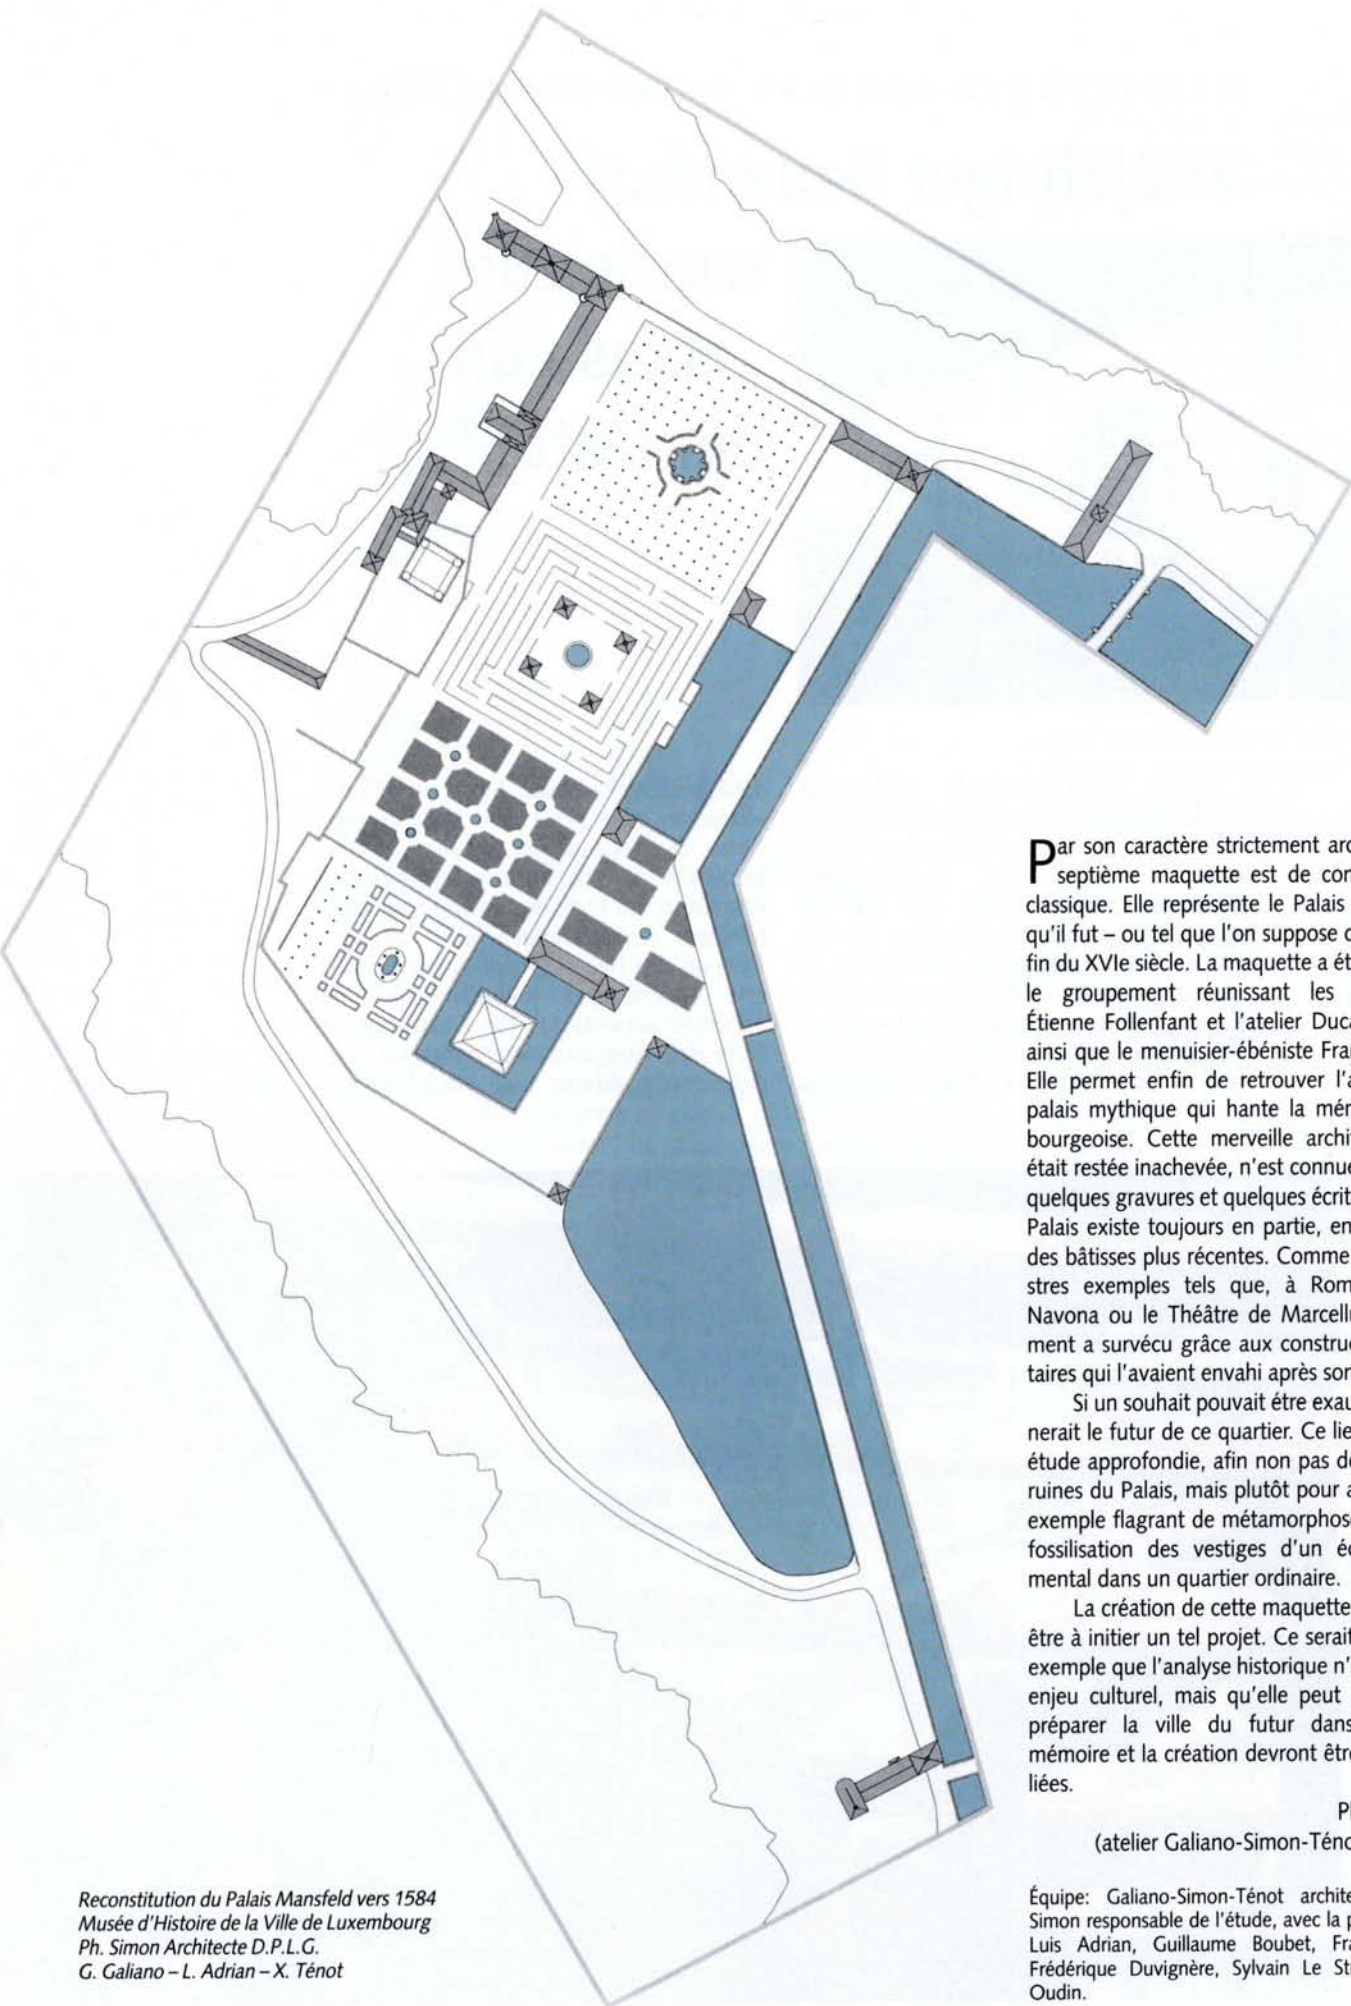 Par son caractère strictement arc
septième maquette est de con
classique. Elle représente le Palais
qu'il fut – ou tel que l'on suppose q
fin du XVIe siècle. La maquette a ét
le groupement réunissant les
Étienne Follenfant et l'atelier Duca
ainsi que le menuisier-ébéniste Fran
Elle permet enfin de retrouver l'a
palais mythique qui hante la mér
bourgeoise. Cette merveille archi
était restée inachevée, n'est connue
quelques gravures et quelques écrit
Palais existe toujours en partie, en
des bâtisses plus récentes. Comme
stres exemples tels que, à Rom
Navona ou le Théâtre de Marcell
ment a survécu grâce aux constru
taires qui l'avaient envahi après son
Si un souhait pouvait étre exau
nerait le futur de ce quartier. Ce lie
étude approfondie, afin non pas de
ruines du Palais, mais plutôt pour a
exemple flagrant de métamorphose
fossilisation des vestiges d'un éd
mental dans un quartier ordinaire.
La création de cette maquette
être à initier un tel projet. Ce serait
exemple que l'analyse historique n'
enjeu culturel, mais qu'elle peut
préparer la ville du futur dans
mémoire et la création devront être
liées.
Ph
(atelier Galiano-Simon-Téno
Équipe: Galiano-Simon-Ténot archite
Simon responsable de l'étude, avec la p
Luis Adrian, Guillaume Boubet, Fra
Frédérique Duvignère, Sylvain Le St
Oudin.
Reconstitution du Palais Mansfeld vers 1584
Musée d'Histoire de la Ville de Luxembourg
Ph. Simon Architecte D.P.L.G.
G. Galiano – L. Adrian – X. Ténot